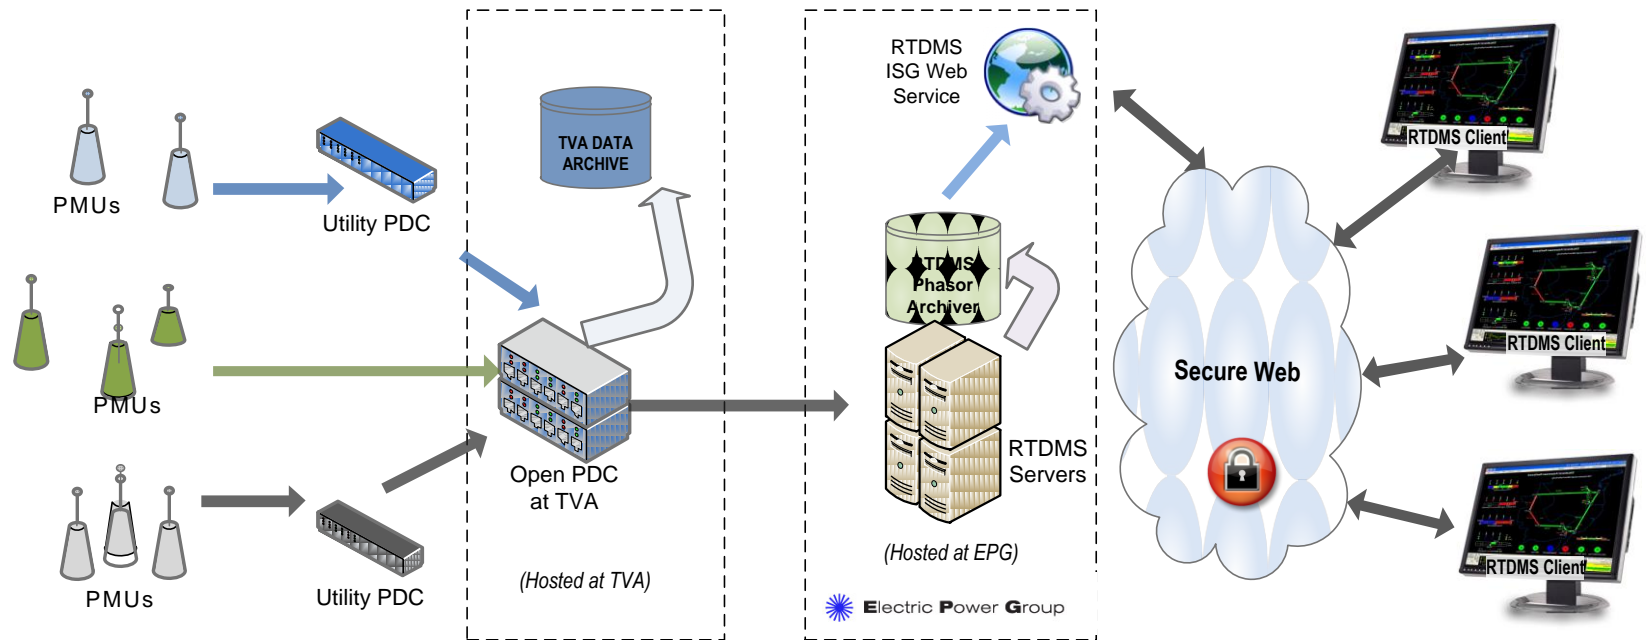 PMUs
Utility PDC
PMUs
PMUs
Utility PDC
TVA DATA
ARCHIVE
Open PDC
at TVA
(Hosted at TVA)
RTDMS
ISG Web
Service
RTDMS
Phasor
Archiver
RTDMS
Servers
(Hosted at EPG)
Electric Power Group
Secure Web
RTDMS Client
RTDMS Client
RTDMS Client